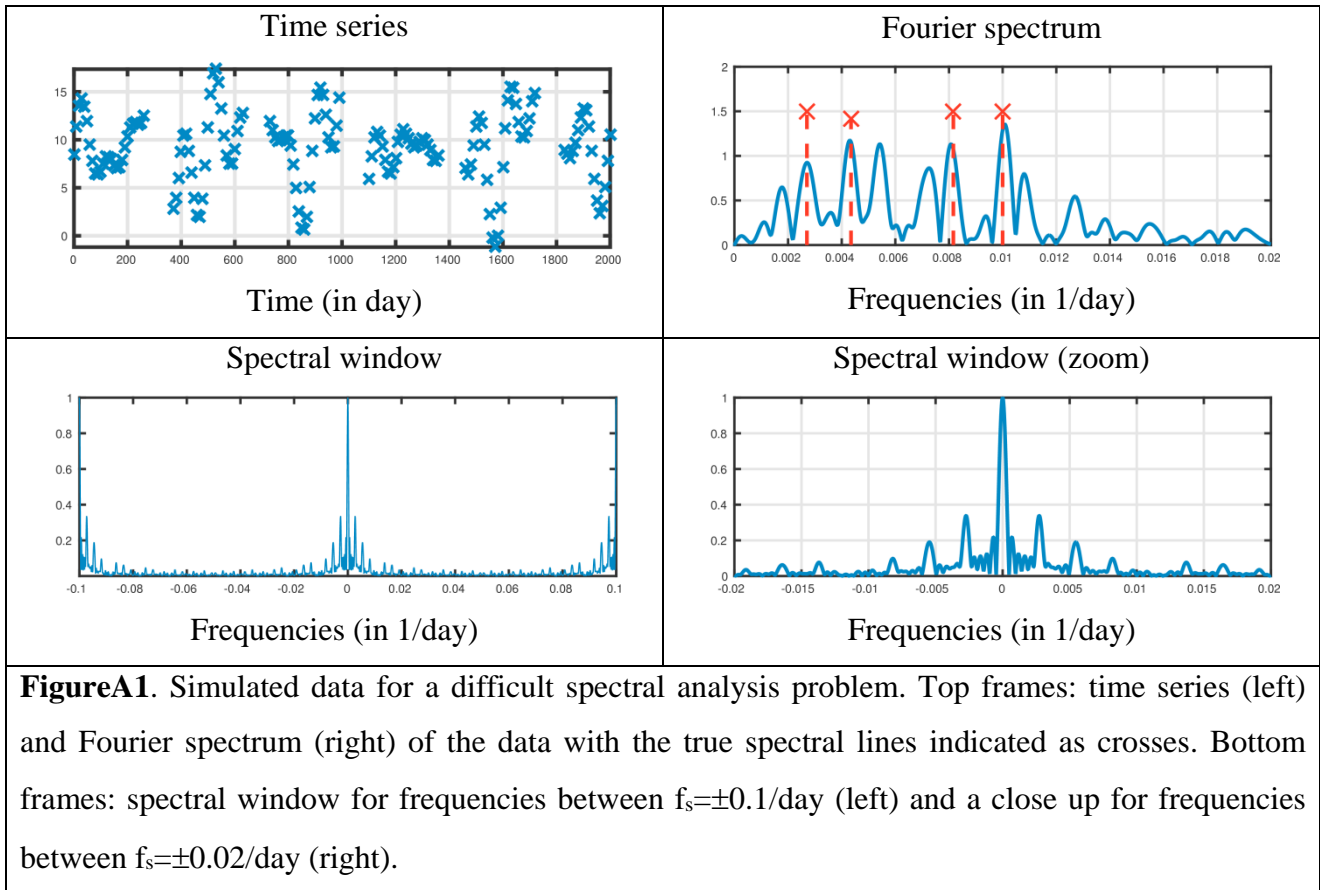 Time series
15
10
5
0
0 200 400 600 800 1000 1200 1400 1600 1800 2000
Time (in day)
Fourier spectrum
2
1.5
1
0.5
0
0 0.002 0.004 0.006 0.008 0.01 0.012 0.014 0.016 0.018 0.02
Frequencies (in 1/day)
Spectral window
1
0.8
0.6
0.4
0.2
-0.1 -0.08 -0.06 -0.04 -0.02 0 0.02 0.04 0.06 0.08 0.1
Frequencies (in 1/day)
Spectral window (zoom)
1
0.8
0.6
0.4
0.2
0
-0.02 -0.015 -0.01 -0.005 0 0.005 0.01 0.015 0.02
Frequencies (in 1/day)
FigureA1. Simulated data for a difficult spectral analysis problem. Top frames: time series (left)
and Fourier spectrum (right) of the data with the true spectral lines indicated as crosses. Bottom
frames: spectral window for frequencies between fs=±0.1/day (left) and a close up for frequencies
between fs=±0.02/day (right).